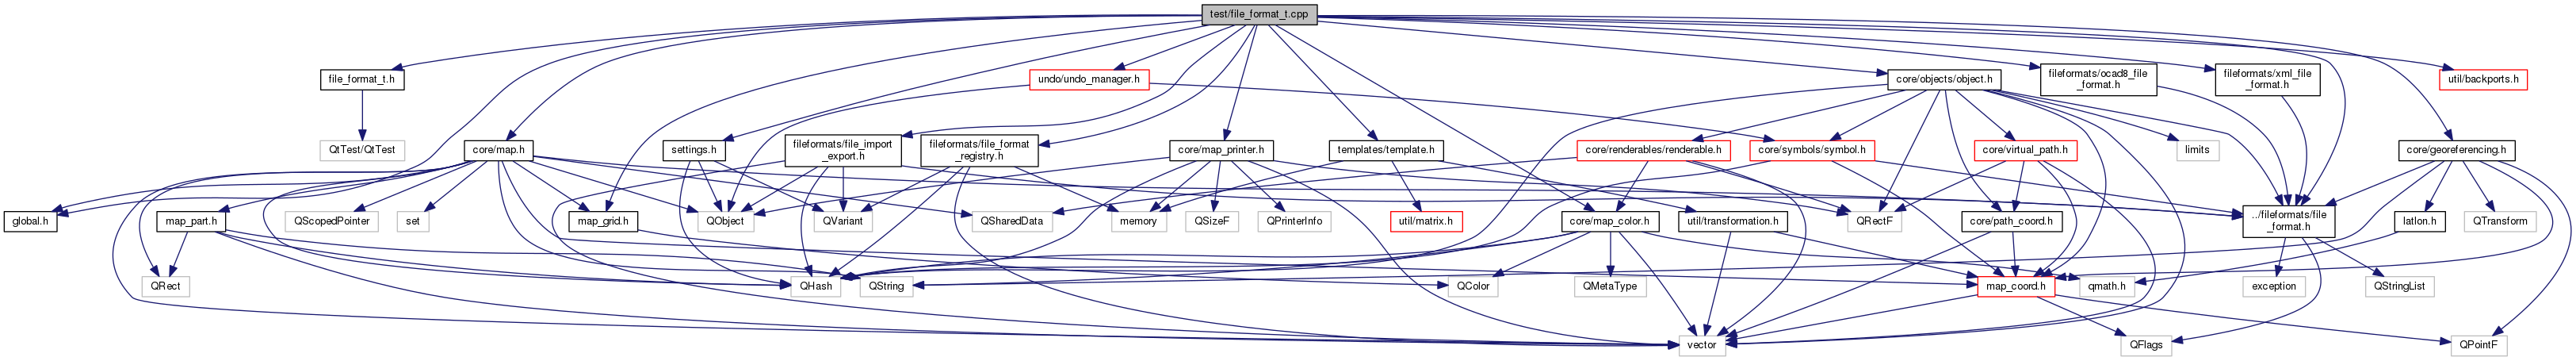 test/file_format_t.cpp
file_format_t.h
undo/undo_manager.h
core/objects/object.h
fileformats/ocad8_file
_format.h
fileformats/xml_file
_format.h
util/backports.h
QtTest/QtTest
core/map.h
settings.h
fileformats/file_import
_export.h
fileformats/file_format
_registry.h
core/map_printer.h
templates/template.h
core/renderables/renderable.h
core/symbols/symbol.h
core/virtual_path.h
limits
core/georeferencing.h
global.h
map_part.h
QScopedPointer
set
map_grid.h
QObject
QVariant
QSharedData
memory
QSizeF
QPrinterInfo
util/matrix.h
core/map_color.h
util/transformation.h
QRectF
core/path_coord.h
../fileformats/file
_format.h
latlon.h
QTransform
QRect
QHash
QString
QColor
QMetaType
map_coord.h
qmath.h
exception
QStringList
vector
QFlags
QPointF